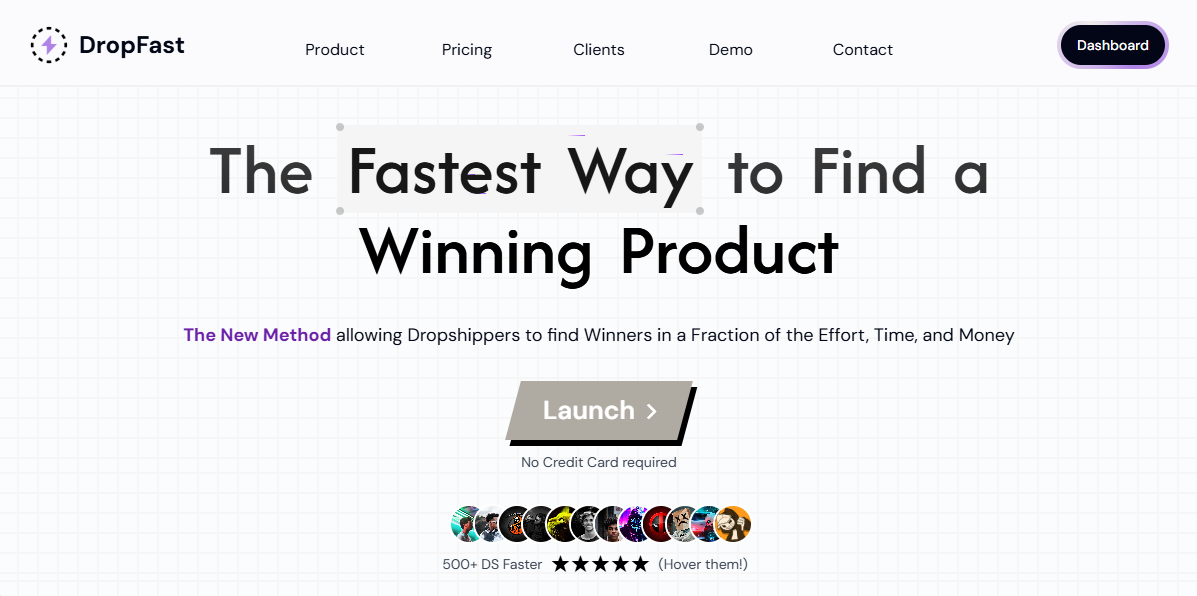 DropFast
Product Pricing Clients Demo Contact
Dashboard
The Fastest Way to Find a
Winning Product
The New Method allowing Dropshippers to find Winners in a Fraction of the Effort, Time, and Money
Launch
No Credit Card required
500+ DS Faster ★★★★★ (Hover them!)